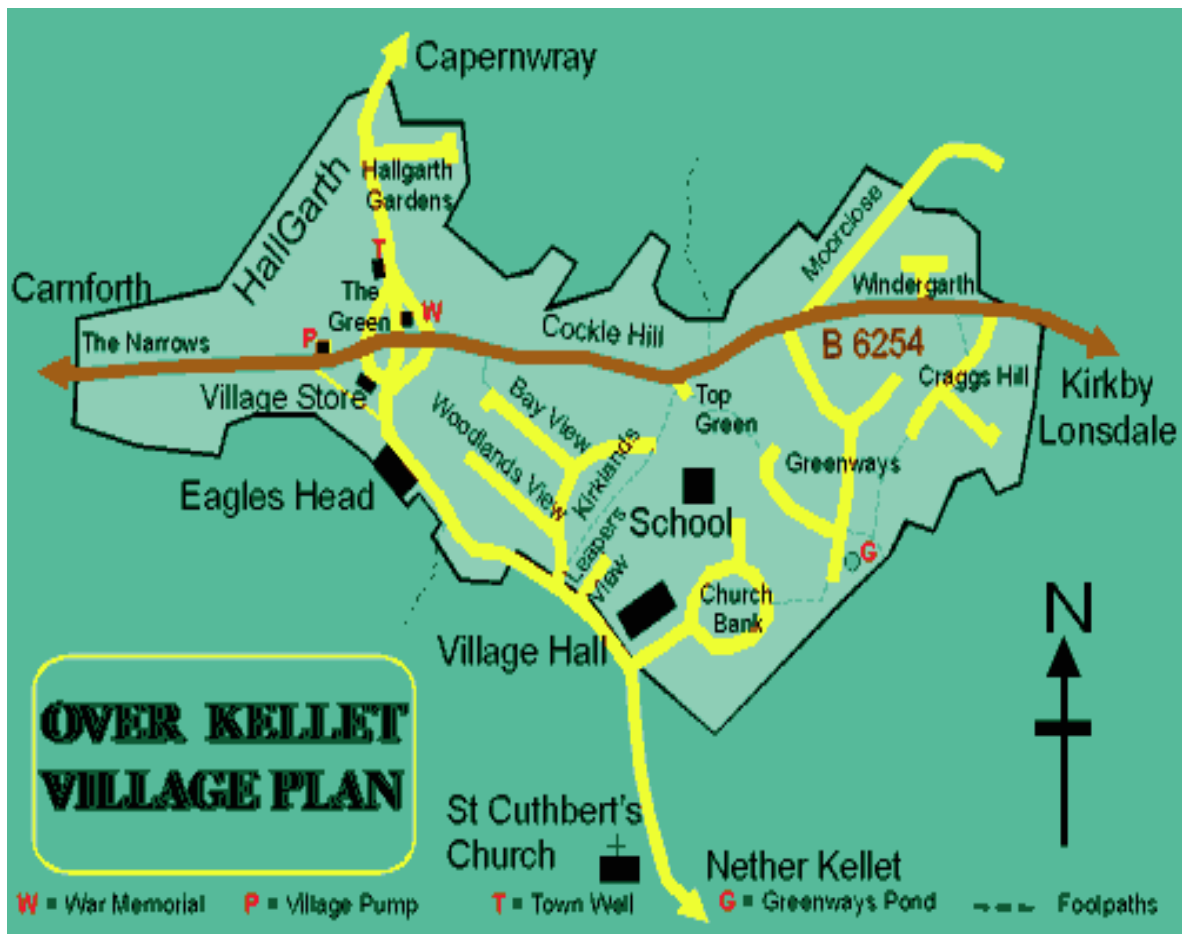 Capernwray
Hallgarth
Gardens
HallGarth
Moorclose
T
Carnforth
Windergarth
The
Green
W
Cockle Hill
The Narrows
P
B 6254
Craggs Hill
Kirkby
Lonsdale
Village Store
Bay View
Top
Green
Woodlands View
Kirklands
Greenways
Eagles Head
School
Leapers
View
G
Church
Bank
N
Village Hall
OVER KELLET
VILLAGE PLAN
St Cuthbert's
Church
Nether Kellet
W = War Memorial
P = Village Pump
T = Town Well
G = Greenways Pond
Footpaths